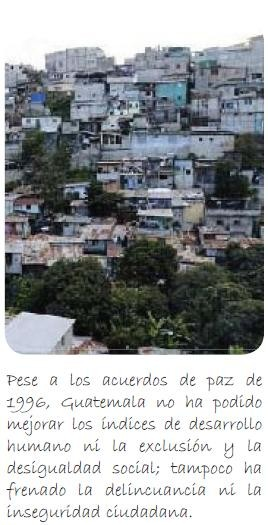 Pese a los acuerdos de paz de
1996, Guatemala no ha podido
mejorar los índices de desarrollo
humano ni la exclusión y la
desigualdad social; tampoco ha
frenado la delincuencia ni la
inseguridad ciudadana.